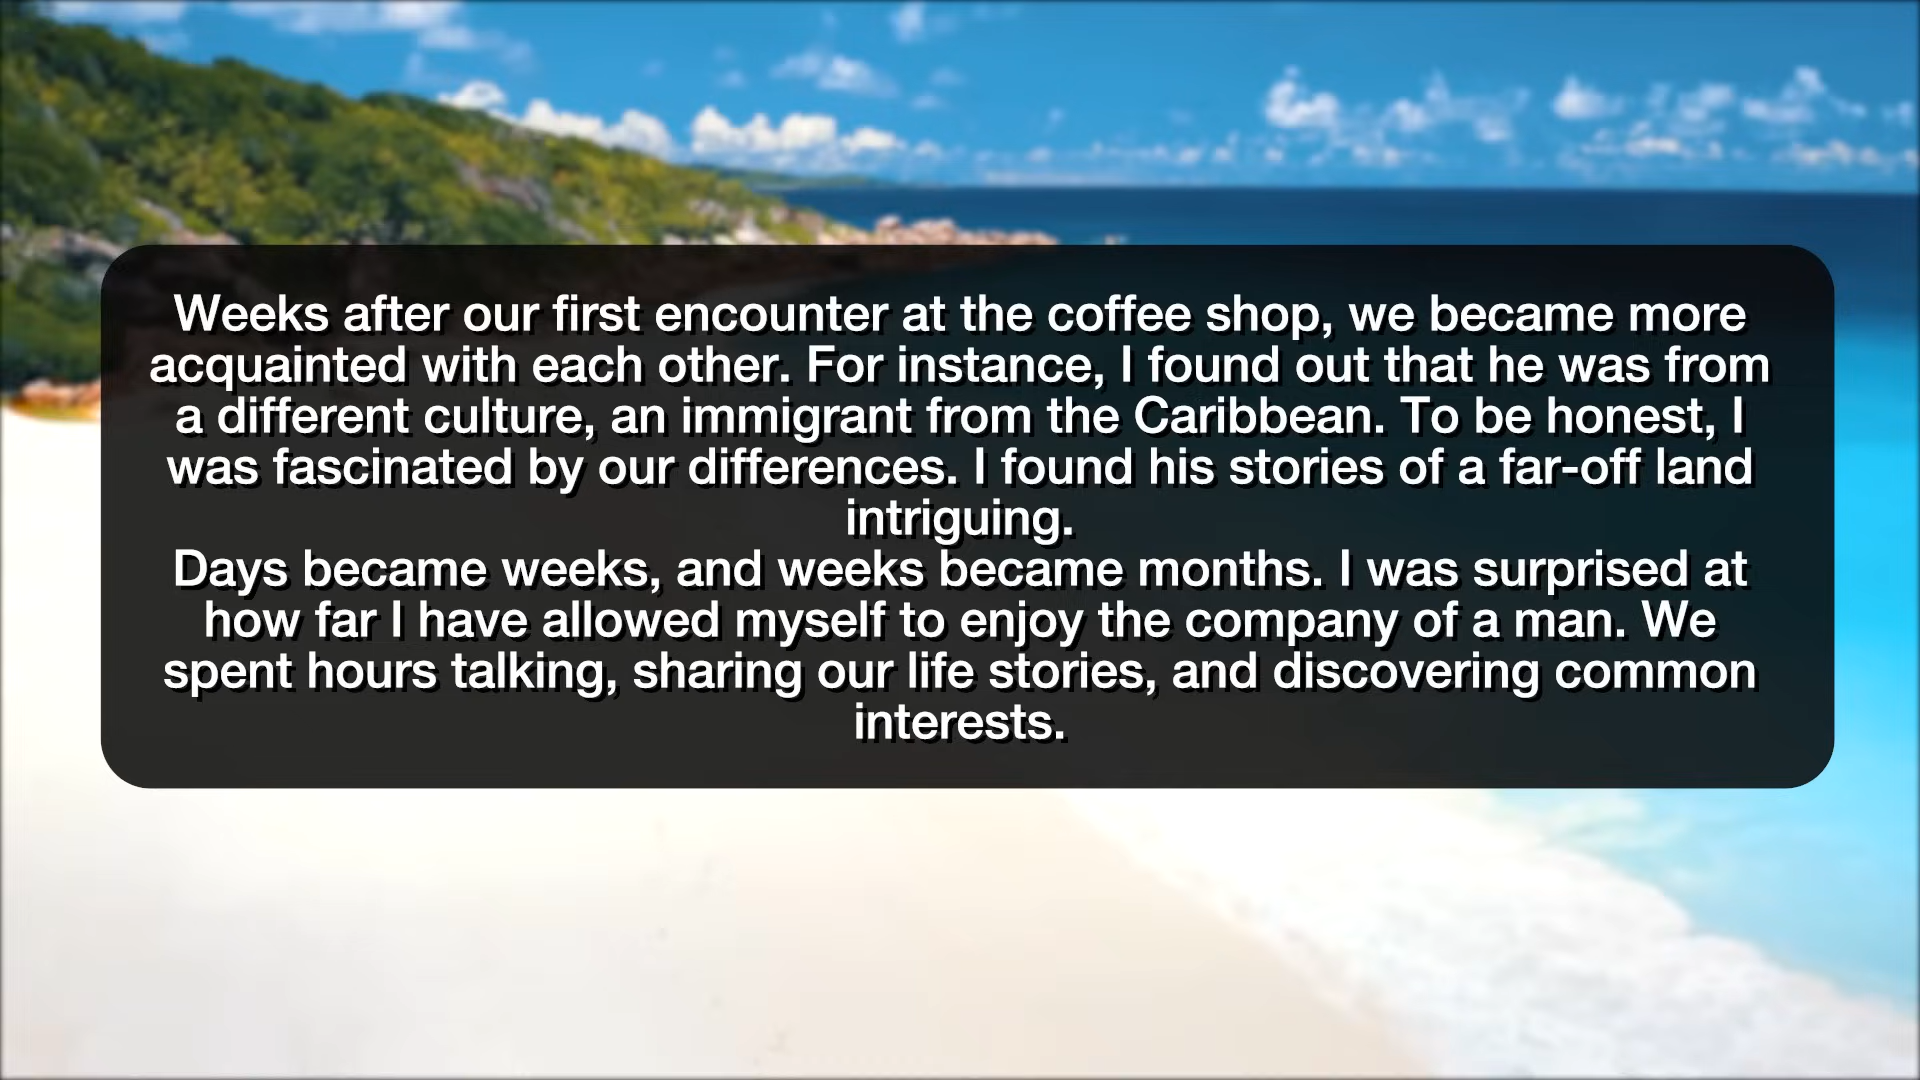 Weeks after our first encounter at the coffee shop, we became more
acquainted with each other. For instance, I found out that he was from
a different culture, an immigrant from the Caribbean. To be honest, I
was fascinated by our differences. I found his stories of a far-off land
intriguing.
Days became weeks, and weeks became months. I was surprised at
how far I have allowed myself to enjoy the company of a man. We
spent hours talking, sharing our life stories, and discovering common
interests.